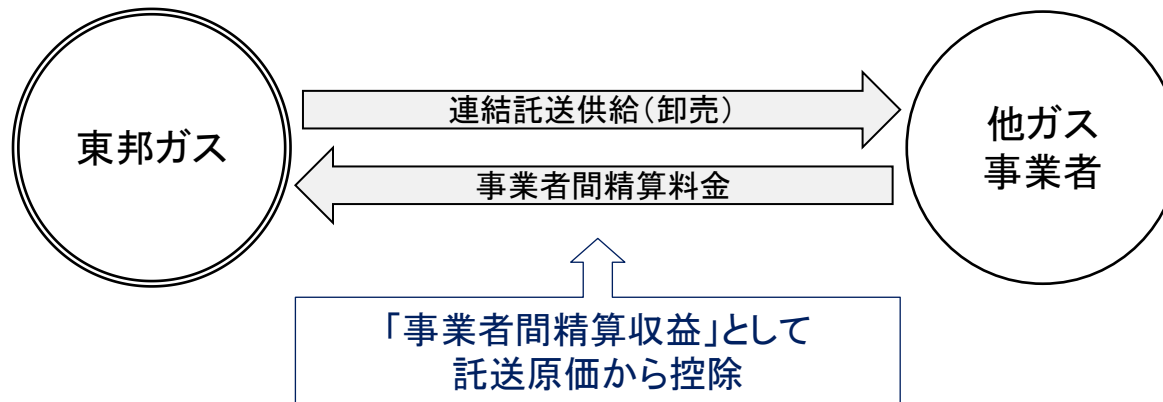 東邦ガス
連結託送供給（卸売）
他ガス
事業者
事業者間精算料金
「事業者間精算収益」として
託送原価から控除